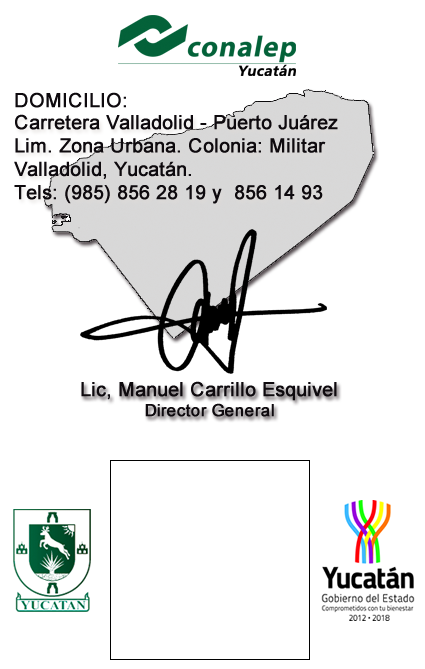 conalep
Yucatán
DOMICILIO:
Carretera Valladolid - Puerto Juárez
Lim. Zona Urbana. Colonia: Militar
Valladolid, Yucatán.
Tels: (985) 856 28 19 y 856 14 93
Lic, Manuel Carrillo Esquivel
Director General
YUCATAN
Yucatán
Gobierno del Estado
Comprometidos con tu bienestar
2012 • 2018